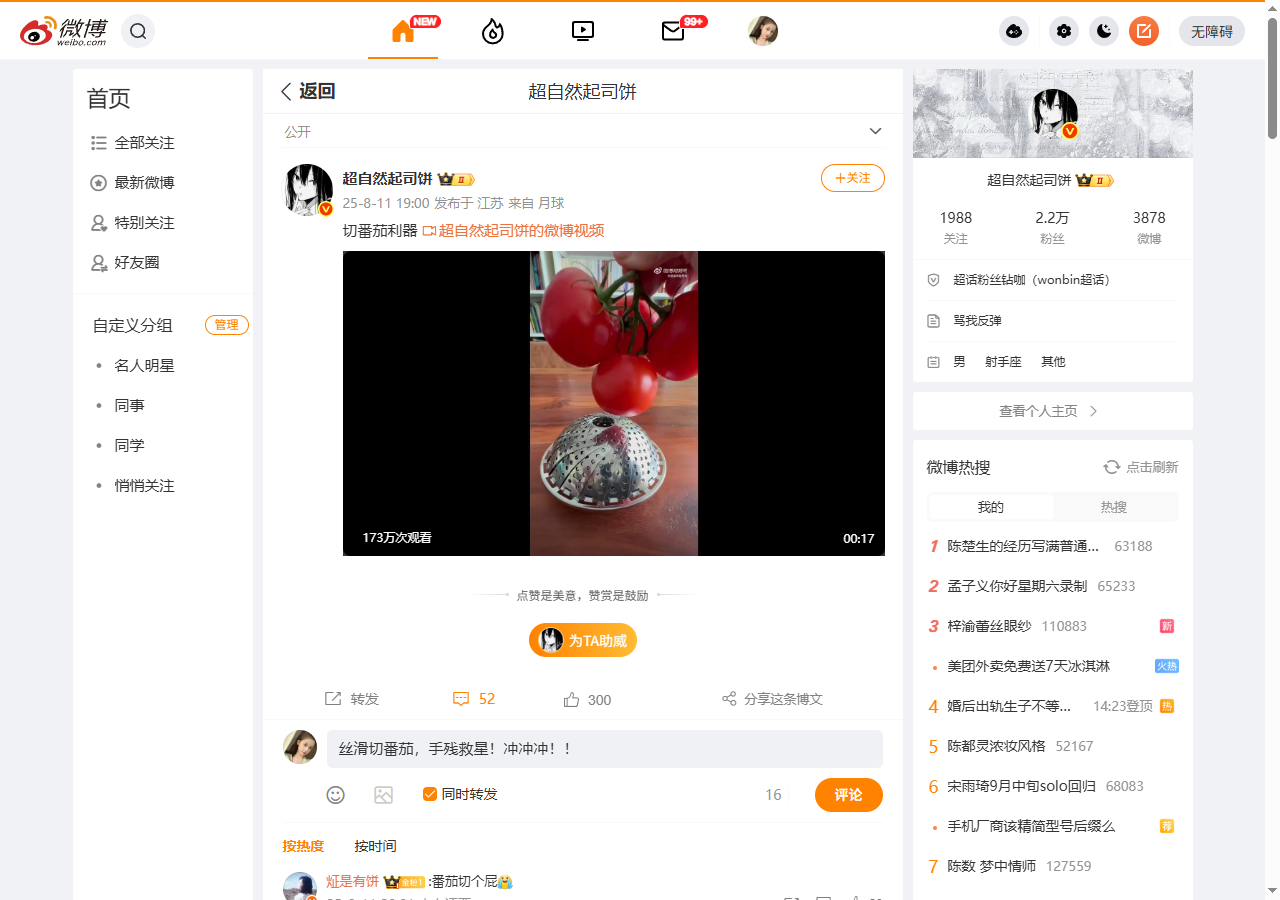 微博
weibo.com
NEW
99+
无障碍
首页
全部关注
最新微博
特别关注
好友圈
自定义分组
管理
名人明星
同事
同学
悄悄关注
返回
超自然起司饼
公开
超自然起司饼
II
+关注
25-8-11 19:00 发布于 江苏 来自 月球
切番茄利器 超自然起司饼的微博视频
173万次观看
00:17
点赞是美意，赞赏是鼓励
为TA助威
转发
52
300
分享这条博文
丝滑切番茄，手残救星！冲冲冲！！
同时转发
16
评论
按热度
按时间
:番茄切个屁
超自然起司饼
II
1988
关注
2.2万
粉丝
3878
微博
超话粉丝钻咖（wonbin超话）
骂我反弹
男 射手座 其他
查看个人主页
微博热搜
点击刷新
我的
热搜
1 陈楚生的经历写满普通... 63188
2 孟子义你好星期六录制 65233
3 梓渝蕾丝眼纱 110883 新
美团外卖免费送7天冰淇淋 火热
4 婚后出轨生子不等... 14:23登顶 热
5 陈都灵浓妆风格 52167
6 宋雨琦9月中旬solo回归 68083
手机厂商该精简型号后缀么 荐
7 陈数 梦中情师 127559